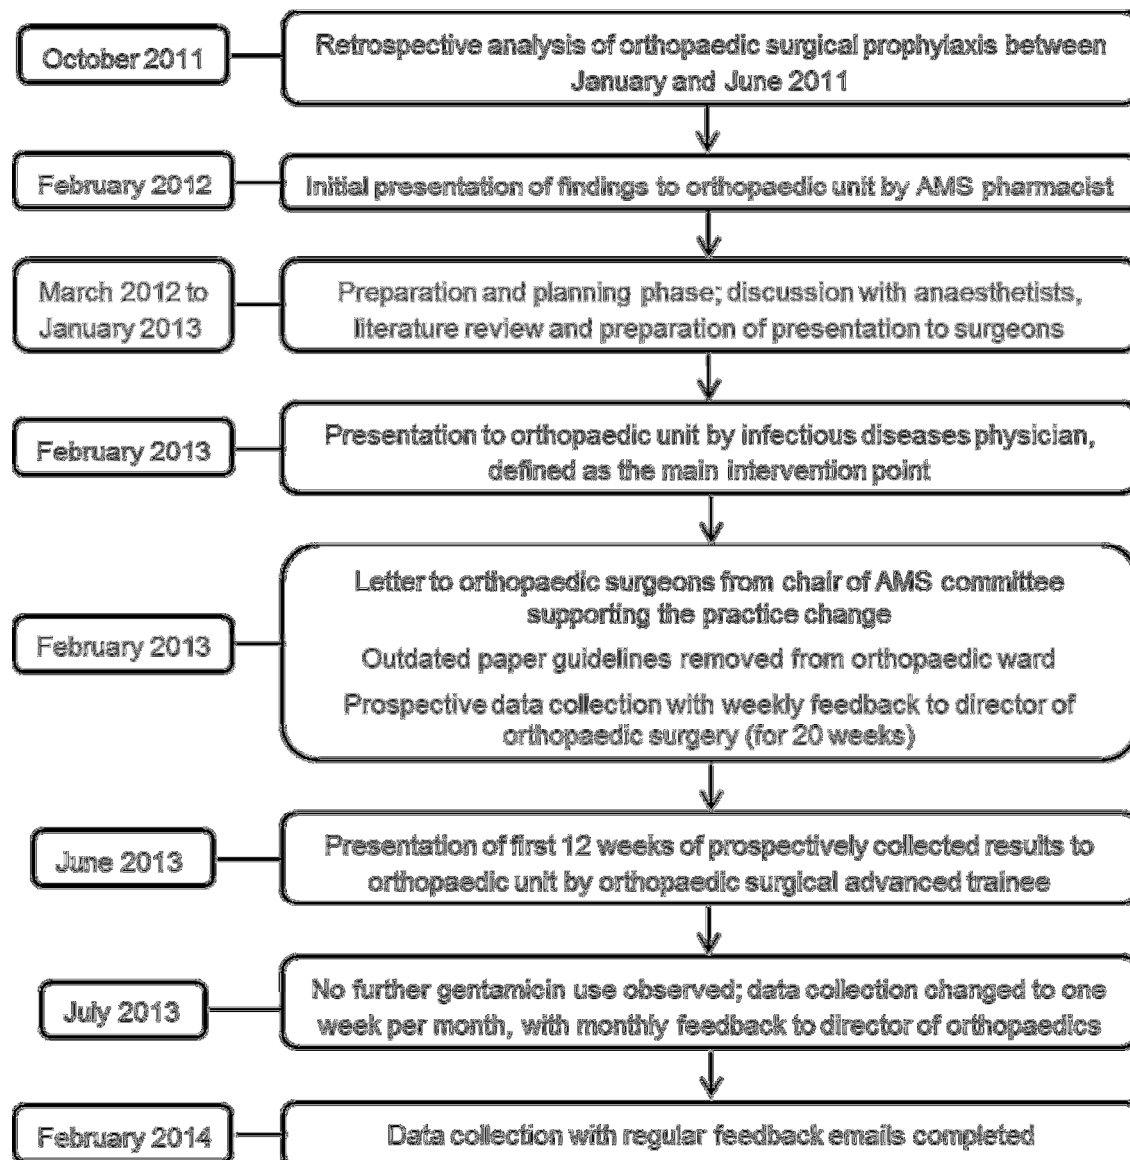 October 2011
Retrospective analysis of orthopaedic surgical prophylaxis between
January and June 2011
February 2012
Initial presentation of findings to orthopaedic unit by AMS pharmacist
March 2012 to
January 2013
Preparation and planning phase; discussion with anaesthetists,
literature review and preparation of presentation to surgeons
February 2013
Presentation to orthopaedic unit by infectious diseases physician,
defined as the main intervention point
February 2013
Letter to orthopaedic surgeons from chair of AMS committee
supporting the practice change
Outdated paper guidelines removed from orthopaedic ward
Prospective data collection with weekly feedback to director of
orthopaedic surgery (for 20 weeks)
June 2013
Presentation of first 12 weeks of prospectively collected results to
orthopaedic unit by orthopaedic surgical advanced trainee
July 2013
No further gentamicin use observed; data collection changed to one
week per month, with monthly feedback to director of orthopaedics
February 2014
Data collection with regular feedback emails completed